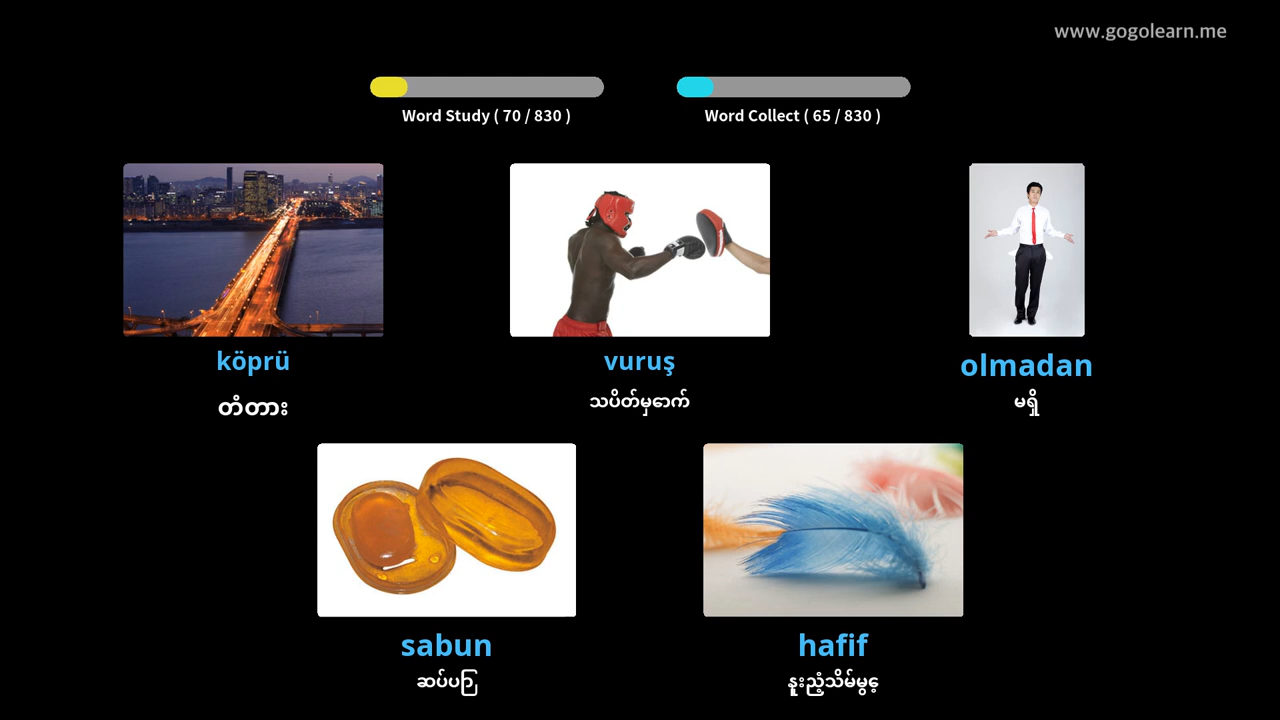 www.gogolearn.me
Word Study ( 70 / 830 )
Word Collect ( 65 / 830 )
köprü
vuruş
olmadan
တံတား
သပိတ်မှောက်
မရှိ
sabun
hafif
ဆပ်ပြာ
နူးညံ့သိမ်မွေ့